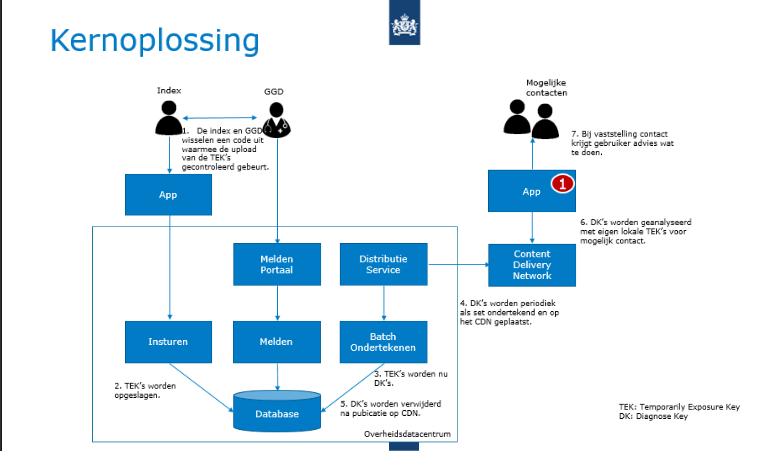 Kernoplossing
Index
GGD
Mogelijke
contacten
1. De index en GGD
wisselen een code uit
waarmee de upload
van de TEK's
gecontroleerd gebeurt.
7. Bij vaststelling contact
krijgt gebruiker advies wat
te doen.
App
App
1
6. DK's worden geanalyseerd
met eigen lokale TEK's voor
mogelijk contact.
Melden
Portaal
Distributie
Service
Content
Delivery
Network
4. DK's worden periodiek
als set ondertekend en op
het CDN geplaatst.
Insturen
Melden
Batch
Ondertekenen
3. TEK's worden nu
DK's.
2. TEK's worden
opgeslagen.
5. DK's worden verwijderd
na pubicatie op CDN.
Database
Overheidsdatacentrum
TEK: Temporarily Exposure Key
DK: Diagnose Key